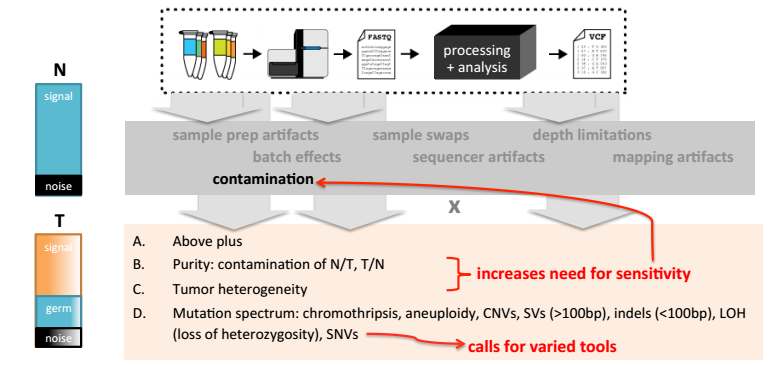 FASTQ
VCF
processing
+ analysis
N
signal
noise
sample prep artifacts
sample swaps
depth limitations
batch effects
sequencer artifacts
mapping artifacts
contamination
X
T
signal
germ
noise
A. Above plus
B. Purity: contamination of N/T, T/N
C. Tumor heterogeneity
increases need for sensitivity
D. Mutation spectrum: chromothripsis, aneuploidy, CNVs, SVs (>100bp), indels (<100bp), LOH
(loss of heterozygosity), SNVs
calls for varied tools